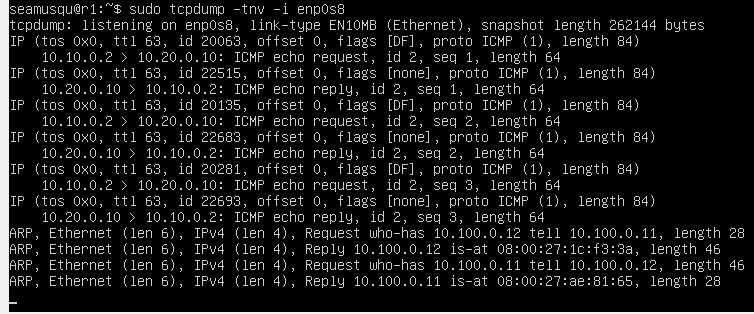 seamusqu@r1:~$ sudo tcpdump -tnv -i enp0s8
tcpdump: listening on enp0s8, link-type EN10MB (Ethernet), snapshot length 262144 bytes
IP (tos 0x0, ttl 63, id 20063, offset 0, flags [DF], proto ICMP (1), length 84)
    10.10.0.2 > 10.20.0.10: ICMP echo request, id 2, seq 1, length 64
IP (tos 0x0, ttl 63, id 22515, offset 0, flags [none], proto ICMP (1), length 84)
    10.20.0.10 > 10.10.0.2: ICMP echo reply, id 2, seq 1, length 64
IP (tos 0x0, ttl 63, id 20135, offset 0, flags [DF], proto ICMP (1), length 84)
    10.10.0.2 > 10.20.0.10: ICMP echo request, id 2, seq 2, length 64
IP (tos 0x0, ttl 63, id 22683, offset 0, flags [none], proto ICMP (1), length 84)
    10.20.0.10 > 10.10.0.2: ICMP echo reply, id 2, seq 2, length 64
IP (tos 0x0, ttl 63, id 20281, offset 0, flags [DF], proto ICMP (1), length 84)
    10.10.0.2 > 10.20.0.10: ICMP echo request, id 2, seq 3, length 64
IP (tos 0x0, ttl 63, id 22693, offset 0, flags [none], proto ICMP (1), length 84)
    10.20.0.10 > 10.10.0.2: ICMP echo reply, id 2, seq 3, length 64
ARP, Ethernet (len 6), IPv4 (len 4), Request who-has 10.100.0.12 tell 10.100.0.11, length 28
ARP, Ethernet (len 6), IPv4 (len 4), Reply 10.100.0.12 is-at 08:00:27:1c:f3:3a, length 46
ARP, Ethernet (len 6), IPv4 (len 4), Request who-has 10.100.0.11 tell 10.100.0.12, length 46
ARP, Ethernet (len 6), IPv4 (len 4), Reply 10.100.0.11 is-at 08:00:27:ae:81:65, length 28